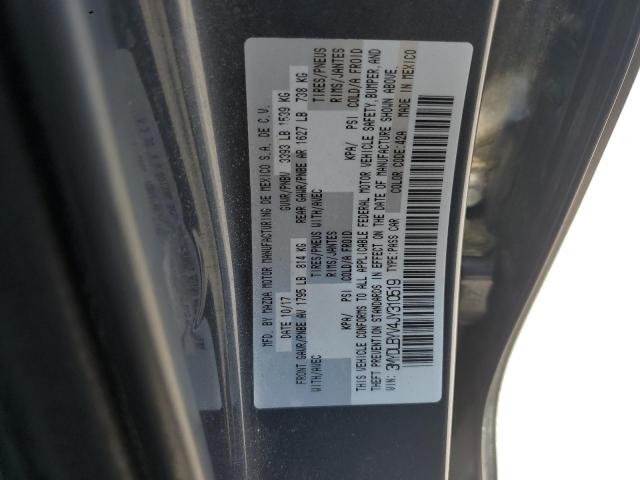 MFD. BY MAZDA MOTOR MANUFACTURING DE MEXICO S.A. DE C.V.
DATE 10/17 GVWR/PNBV 3393 LB 1539 KG
FRONT GAWR/PNBE AV 1795 LB 814 KG REAR GAWR/PNBE AR 1627 LB 738 KG
WITH/AVEC TIRES/PNEUS WITH/AVEC TIRES/PNEUS
RIMS/JANTES RIMS/JANTES
KPA/ PSI COLD/A FROID KPA/ PSI COLD/A FROID
THIS VEHICLE CONFORMS TO ALL APPLICABLE FEDERAL MOTOR VEHICLE SAFETY, BUMPER, AND
THEFT PREVENTION STANDARDS IN EFFECT ON THE DATE OF MANUFACTURE SHOWN ABOVE.
VIN: 3MYDLBYV4JY310519 TYPE:PASS CAR COLOR CODE:42A MADE IN MEXICO